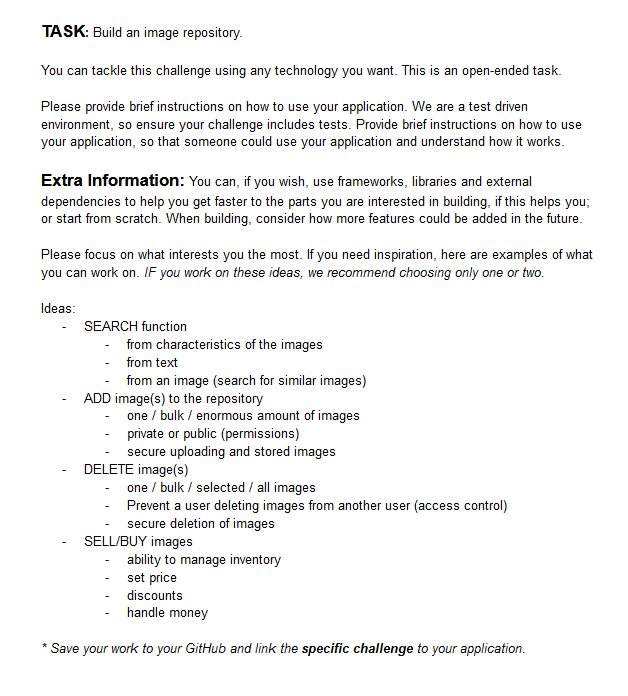 TASK: Build an image repository.
You can tackle this challenge using any technology you want. This is an open-ended task.
Please provide brief instructions on how to use your application. We are a test driven
environment, so ensure your challenge includes tests. Provide brief instructions on how to use
your application, so that someone could use your application and understand how it works.
Extra Information: You can, if you wish, use frameworks, libraries and external
dependencies to help you get faster to the parts you are interested in building, if this helps you;
or start from scratch. When building, consider how more features could be added in the future.
Please focus on what interests you the most. If you need inspiration, here are examples of what
you can work on. IF you work on these ideas, we recommend choosing only one or two.
Ideas:
- SEARCH function
- from characteristics of the images
- from text
- from an image (search for similar images)
- ADD image(s) to the repository
- one / bulk / enormous amount of images
- private or public (permissions)
- secure uploading and stored images
- DELETE image(s)
- one / bulk / selected / all images
- Prevent a user deleting images from another user (access control)
- secure deletion of images
- SELL/BUY images
- ability to manage inventory
- set price
- discounts
- handle money
* Save your work to your GitHub and link the specific challenge to your application.